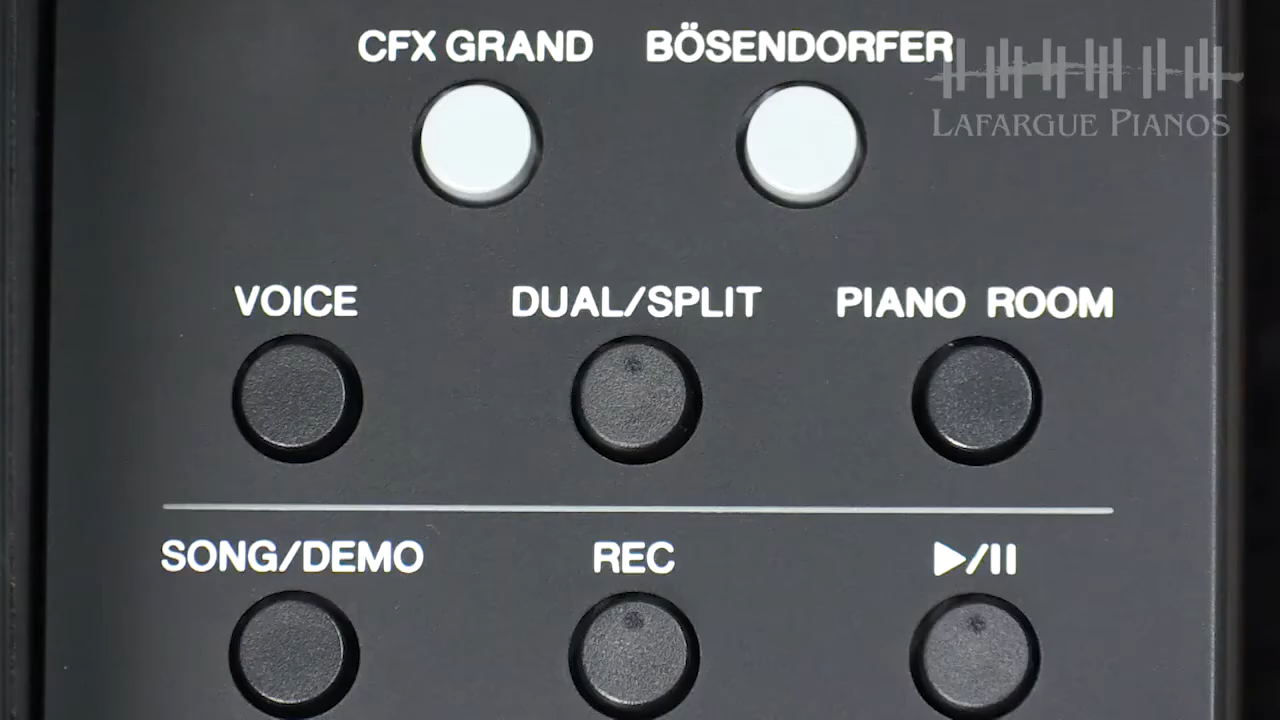 CFX GRAND BÖSENDORFER
LAFARGUE PIANOS
VOICE DUAL/SPLIT PIANO ROOM
SONG/DEMO REC ▶/II